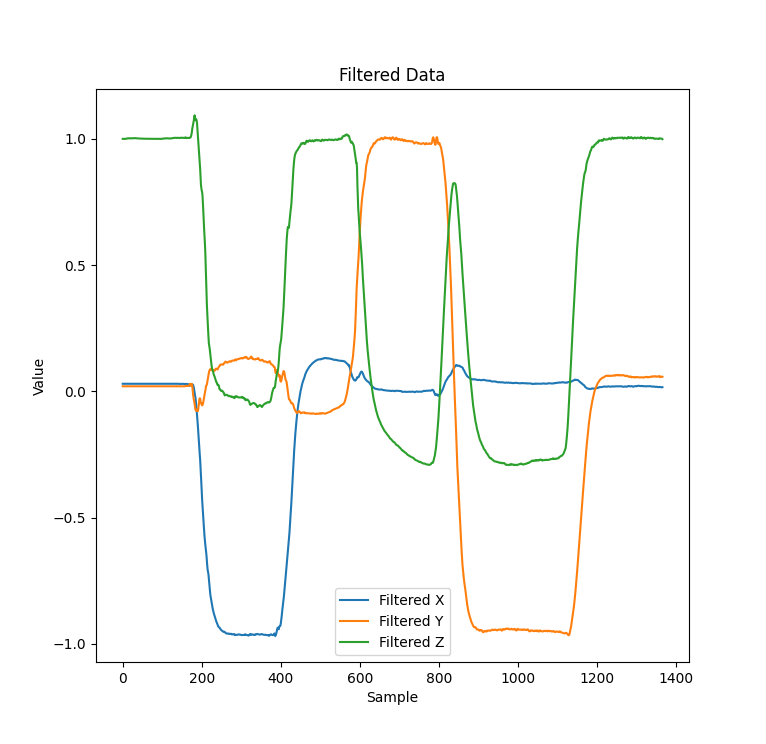 Filtered Data
Value
1.0
0.5
0.0
−0.5
−1.0
Filtered X
Filtered Y
Filtered Z
0 200 400 600 800 1000 1200 1400
Sample